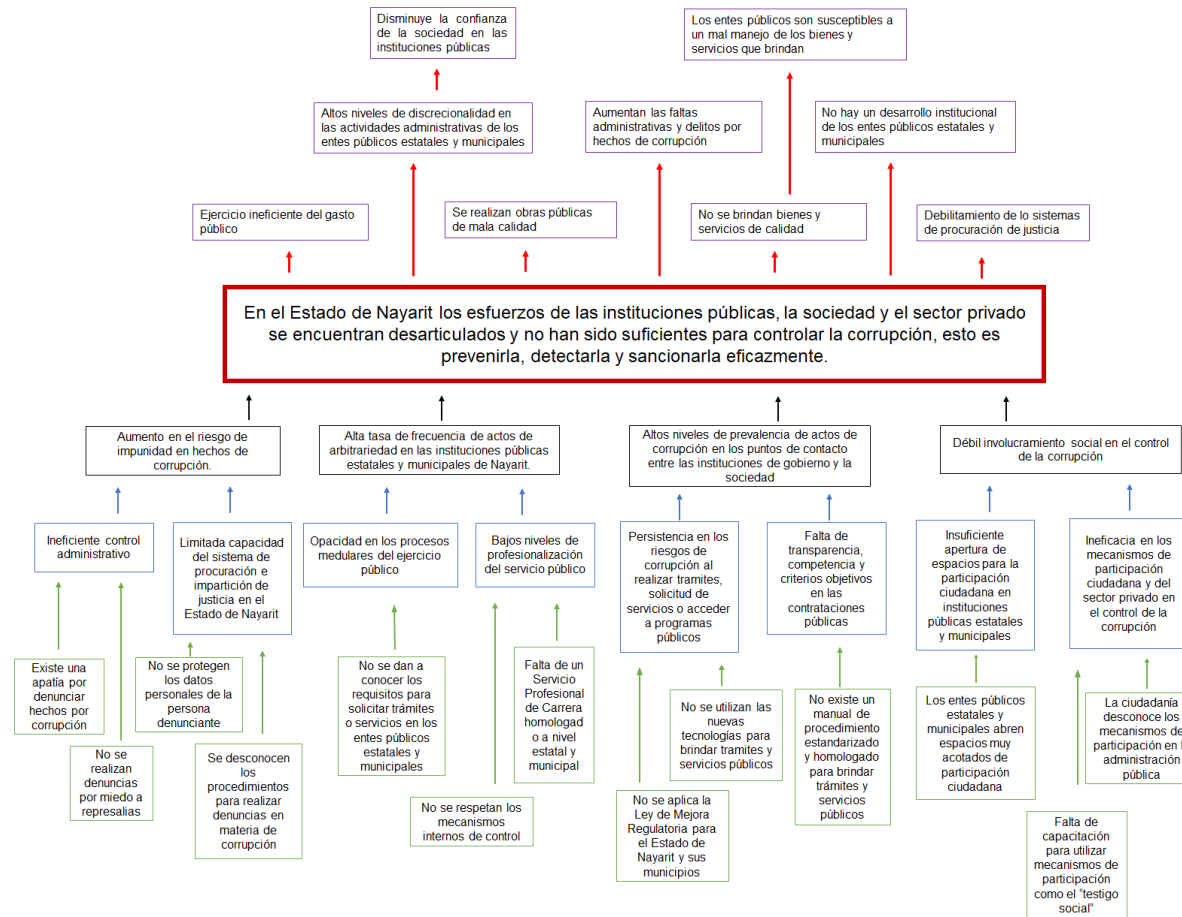 Disminuye la confianza
de la sociedad en las
instituciones públicas
Los entes públicos son susceptibles a
un mal manejo de los bienes y
servicios que brindan
Altos niveles de discrecionalidad en
las actividades administrativas de los
entes públicos estatales y municipales
Aumentan las faltas
administrativas y delitos por
hechos de corrupción
No hay un desarrollo institucional
de los entes públicos estatales y
municipales
Ejercicio ineficiente del gasto
público
Se realizan obras públicas
de mala calidad
No se brindan bienes y
servicios de calidad
Debilitamiento de lo sistemas
de procuración de justicia
En el Estado de Nayarit los esfuerzos de las instituciones públicas, la sociedad y el sector privado
se encuentran desarticulados y no han sido suficientes para controlar la corrupción, esto es
prevenirla, detectarla y sancionarla eficazmente.
Aumento en el riesgo de
impunidad en hechos de
corrupción.
Alta tasa de frecuencia de actos de
arbitrariedad en las instituciones públicas
estatales y municipales de Nayarit.
Altos niveles de prevalencia de actos de
corrupción en los puntos de contacto
entre las instituciones de gobierno y la
sociedad
Débil involucramiento social en el control
de la corrupción
Ineficiente control
administrativo
Limitada capacidad
del sistema de
procuración e
impartición de
justicia en el
Estado de Nayarit
Opacidad en los procesos
medulares del ejercicio
público
Bajos niveles de
profesionalización
del servicio público
Persistencia en los
riesgos de
corrupción al
realizar tramites,
solicitud de
servicios o acceder
a programas
públicos
Falta de
transparencia,
competencia y
criterios objetivos
en las
contrataciones
públicas
Insuficiente
apertura de
espacios para la
participación
ciudadana en
instituciones
públicas estatales
y municipales
Ineficacia en los
mecanismos de
participación
ciudadana y del
sector privado en
el control de la
corrupción
Existe una
apatía por
denunciar
hechos por
corrupción
No se
realizan
denuncias
por miedo a
represalias
No se protegen
los datos
personales de la
persona
denunciante
Se desconocen
los
procedimientos
para realizar
denuncias en
materia de
corrupción
No se dan a
conocer los
requisitos para
solicitar trámites
o servicios en los
entes públicos
estatales y
municipales
No se respetan los
mecanismos
internos de control
Falta de un
Servicio
Profesional
de Carrera
homologad
o a nivel
estatal y
municipal
No se aplica la
Ley de Mejora
Regulatoria para
el Estado de
Nayarit y sus
municipios
No se utilizan las
nuevas
tecnologías para
brindar tramites y
servicios públicos
No existe un
manual de
procedimiento
estandarizado y
homologado
para brindar
trámites y
servicios
públicos
Los entes públicos
estatales y
municipales abren
espacios muy
acotados de
participación
ciudadana
Falta de
capacitación
para utilizar
mecanismos de
participación
como el "testigo
social"
La ciudadanía
desconoce los
mecanismos de
participación en
administración
pública